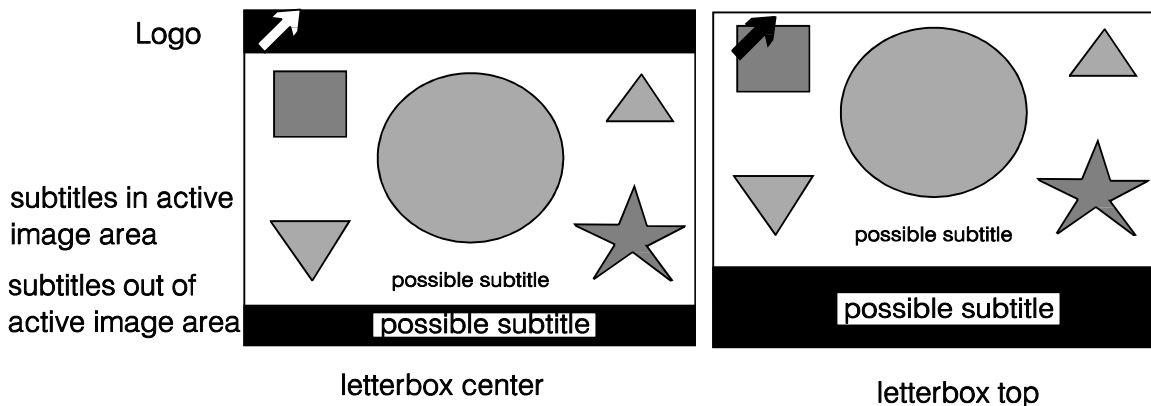 Logo
subtitles in active
image area
subtitles out of
active image area
possible subtitle
possible subtitle
letterbox center
possible subtitle
possible subtitle
letterbox top